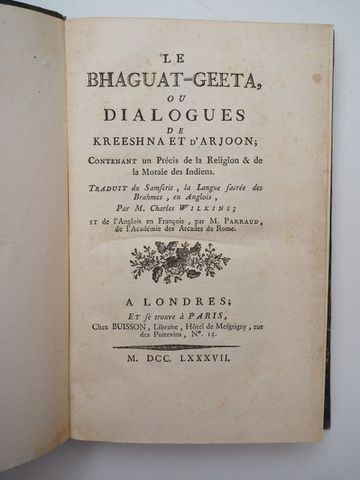 LE
BHAGUAT-GEETA,
OU
DIALOGUES
DE
KREESHNA ET D'ARJOON;
CONTENANT un Précis de la Religion & de
la Morale des Indiens.
TRADUIT du Samscrit, la Langue sacrée des
Brahmes, en Anglois,
Par M. Charles WILKINS;
ET de l'Anglois en François, par M. PARRAUD,
de l'Académie des Arcades de Rome.
A LONDRES;
ET se trouve à PARIS,
Chez BUISSON, Libraire, Hôtel de Mesgrigny, rue
des Poitevins, N°. 13.
M. DCC. LXXXVII.